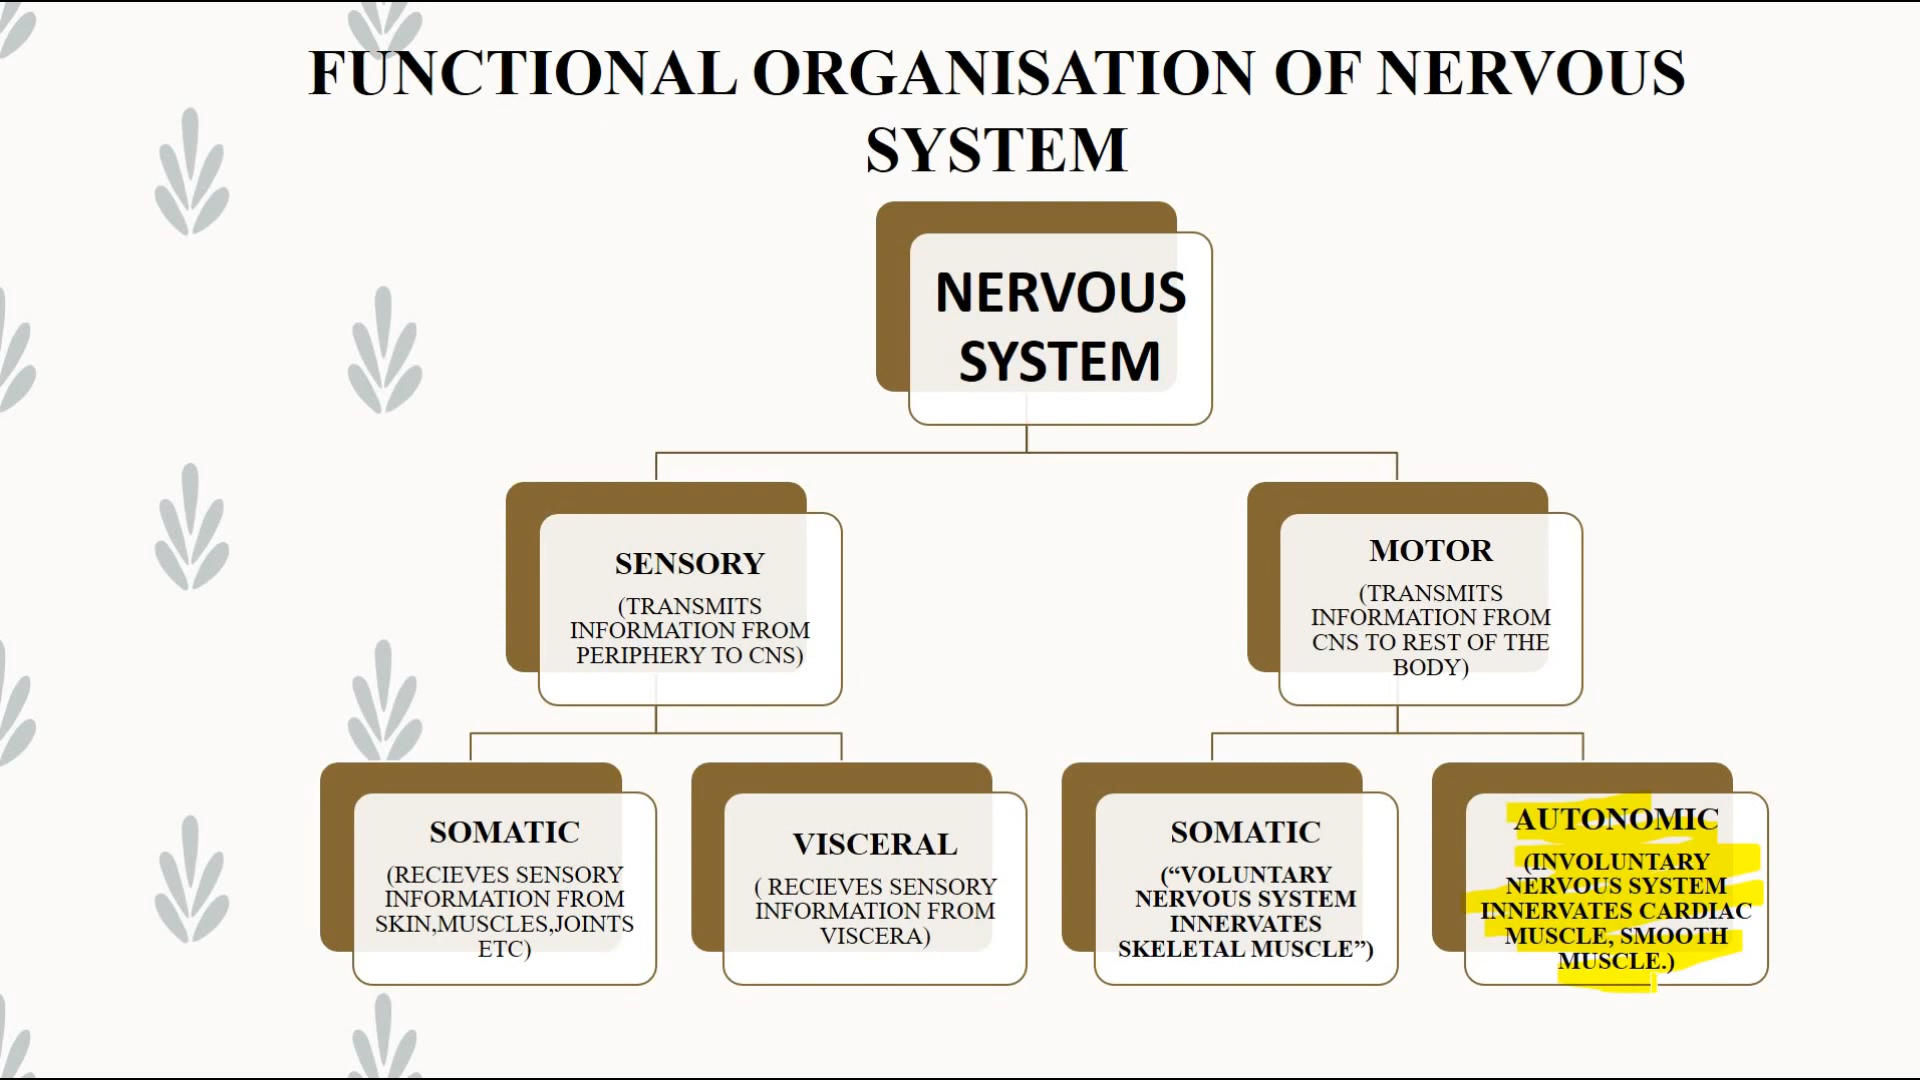 FUNCTIONAL ORGANISATION OF NERVOUS
SYSTEM
NERVOUS
SYSTEM
SENSORY
(TRANSMITS
INFORMATION FROM
PERIPHERY TO CNS)
MOTOR
(TRANSMITS
INFORMATION FROM
CNS TO REST OF THE
BODY)
SOMATIC
(RECIEVES SENSORY
INFORMATION FROM
SKIN,MUSCLES,JOINTS
ETC)
VISCERAL
( RECIEVES SENSORY
INFORMATION FROM
VISCERA)
SOMATIC
(“VOLUNTARY
NERVOUS SYSTEM
INNERVATES
SKELETAL MUSCLE”)
AUTONOMIC
(INVOLUNTARY
NERVOUS SYSTEM
INNERVATES CARDIAC
MUSCLE, SMOOTH
MUSCLE.)